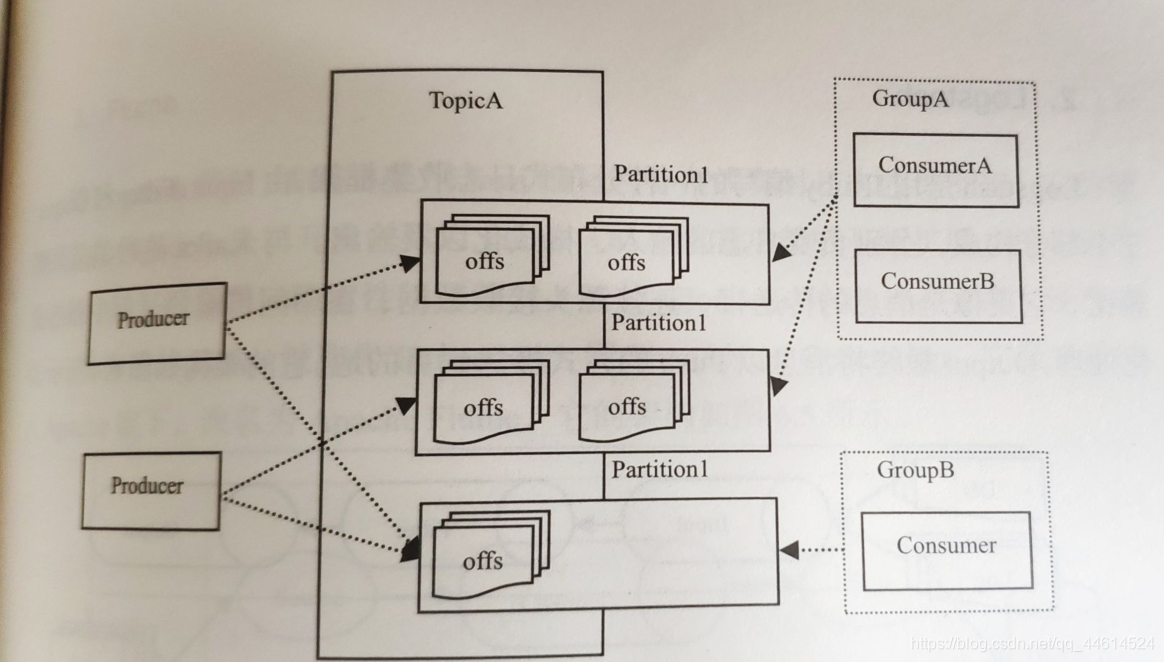 TopicA
GroupA
ConsumerA
ConsumerB
Partition1
offs
offs
Producer
Partition1
offs
offs
Producer
Partition1
offs
GroupB
Consumer
https://blog.csdn.net/qq_44614524